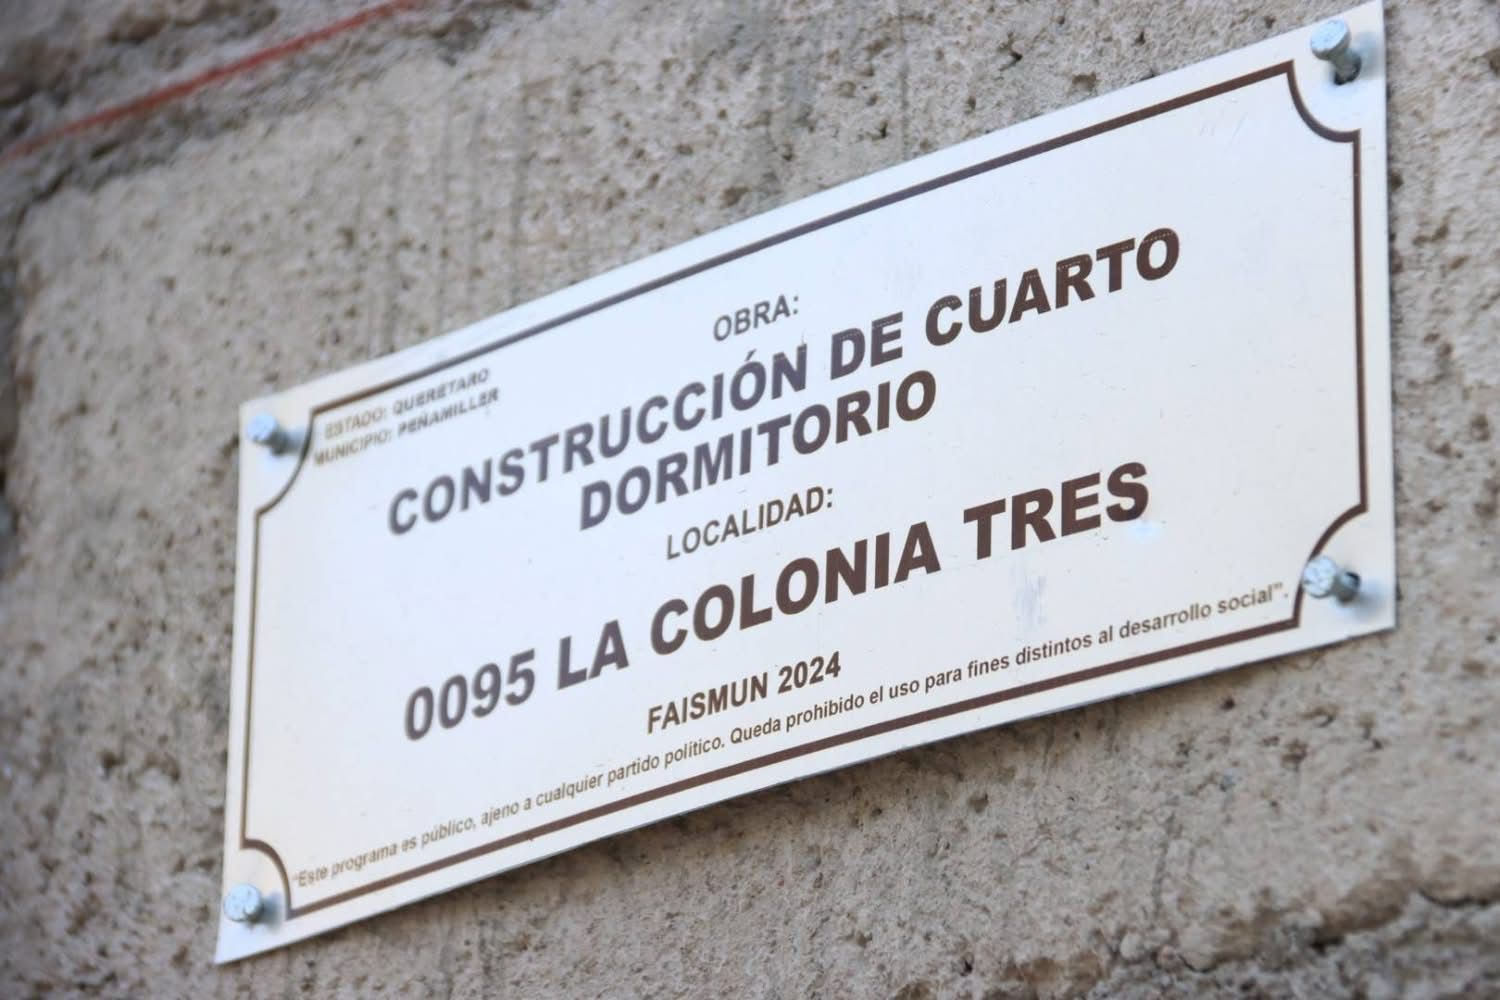 ESTADO: QUERÉTARO
MUNICIPIO: PEÑAMILLER
OBRA:
CONSTRUCCIÓN DE CUARTO
DORMITORIO
LOCALIDAD:
0095 LA COLONIA TRES
FAISMUN 2024
“Este programa es público, ajeno a cualquier partido político. Queda prohibido el uso para fines distintos al desarrollo social”.